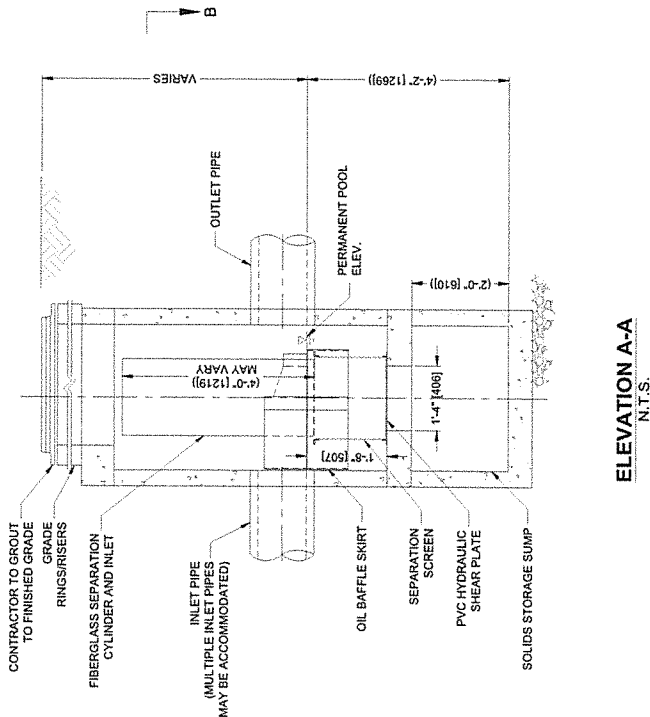 CONTRACTOR TO GROUT
TO FINISHED GRADE
GRADE
RINGS/RISERS
FIBERGLASS SEPARATION
CYLINDER AND INLET
INLET PIPE
(MULTIPLE INLET PIPES
MAY BE ACCOMMODATED)
OIL BAFFLE SKIRT
SEPARATION
SCREEN
PVC HYDRAULIC
SHEAR PLATE
SOLIDS STORAGE SUMP
(4'-0" [1219])
MAY VARY
1'-8" [507]
1'-4" [406]
(2'-0" [610])
OUTLET PIPE
PERMANENT POOL
ELEV.
VARIES
(4'-2" [1269])
B
ELEVATION A-A
N.T.S.